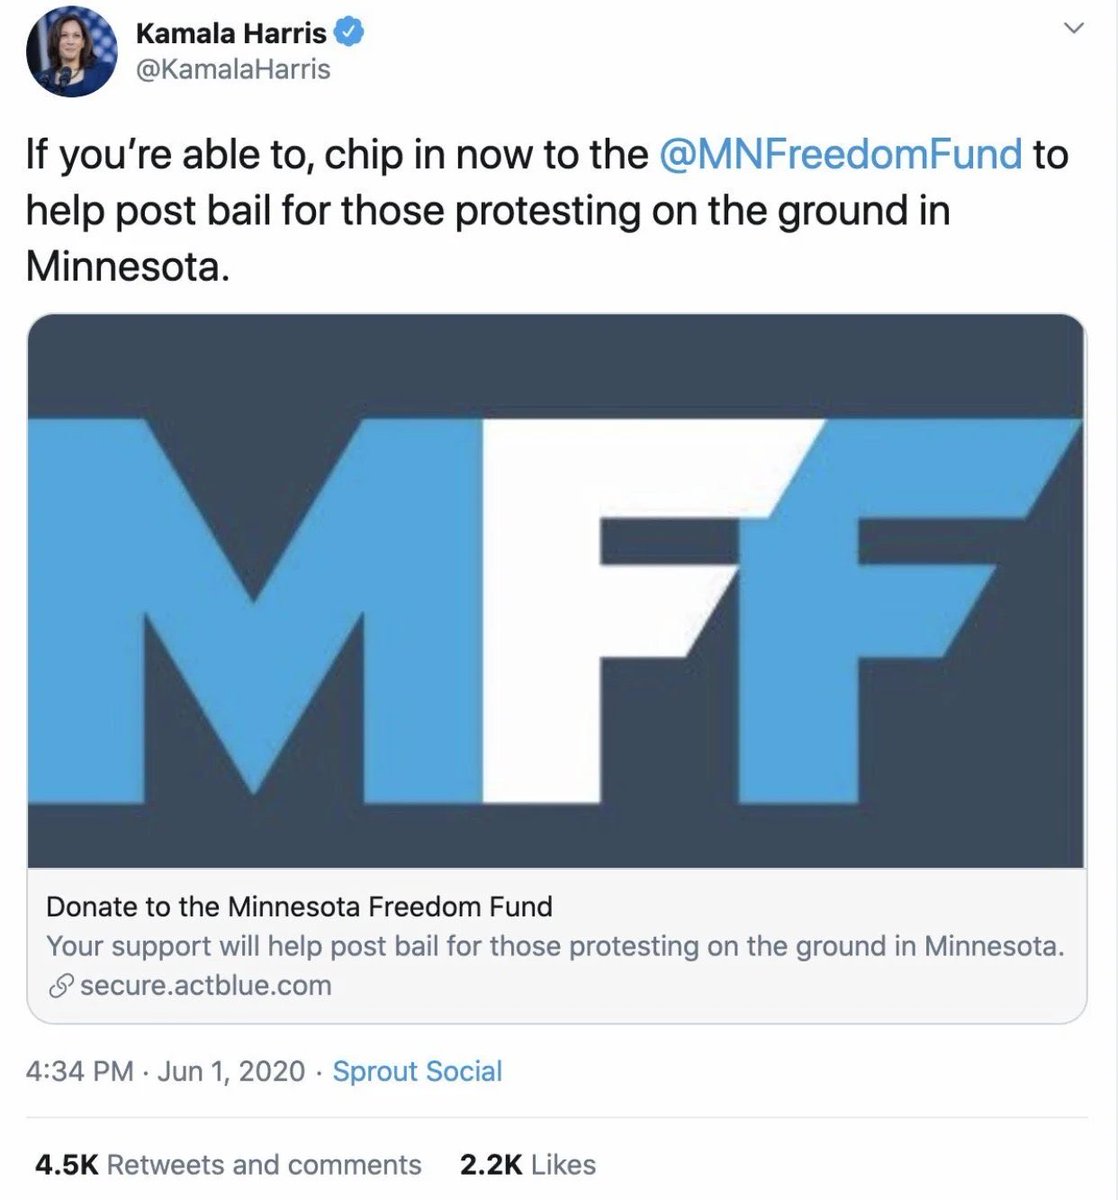 Kamala Harris
@KamalaHarris
If you’re able to, chip in now to the @MNFreedomFund to
help post bail for those protesting on the ground in
Minnesota.
MFF
Donate to the Minnesota Freedom Fund
Your support will help post bail for those protesting on the ground in Minnesota.
secure.actblue.com
4:34 PM · Jun 1, 2020 · Sprout Social
4.5K Retweets and comments 2.2K Likes